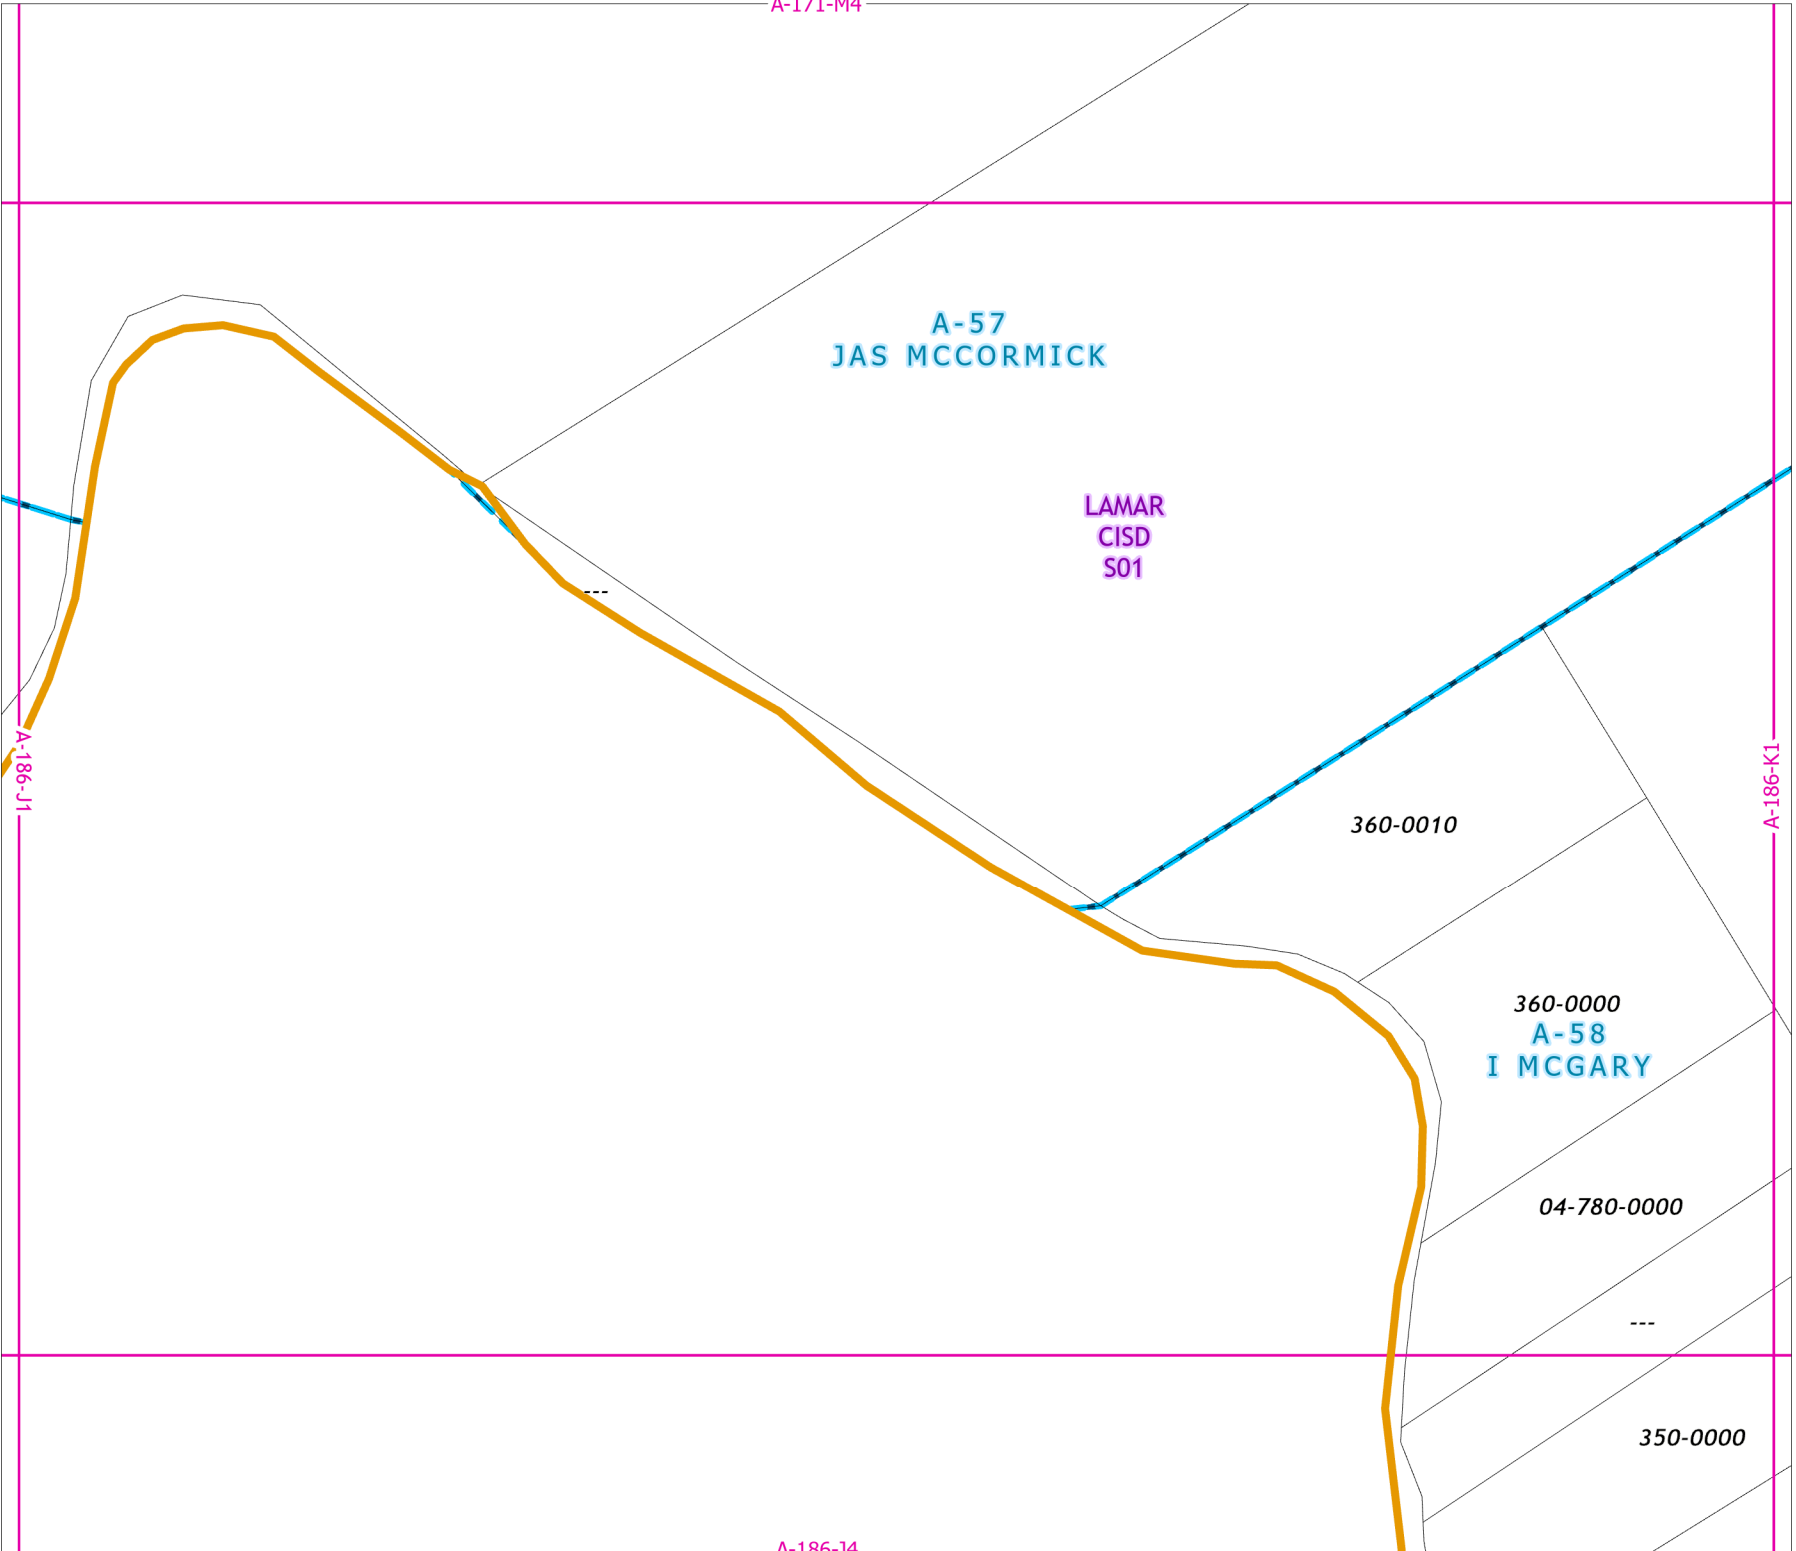 A-171-M4
A-57
JAS MCCORMICK
LAMAR
CISD
S01
---
A-186-J1
A-186-K1
360-0010
360-0000
A-58
I MCGARY
04-780-0000
---
350-0000
A-186-J4